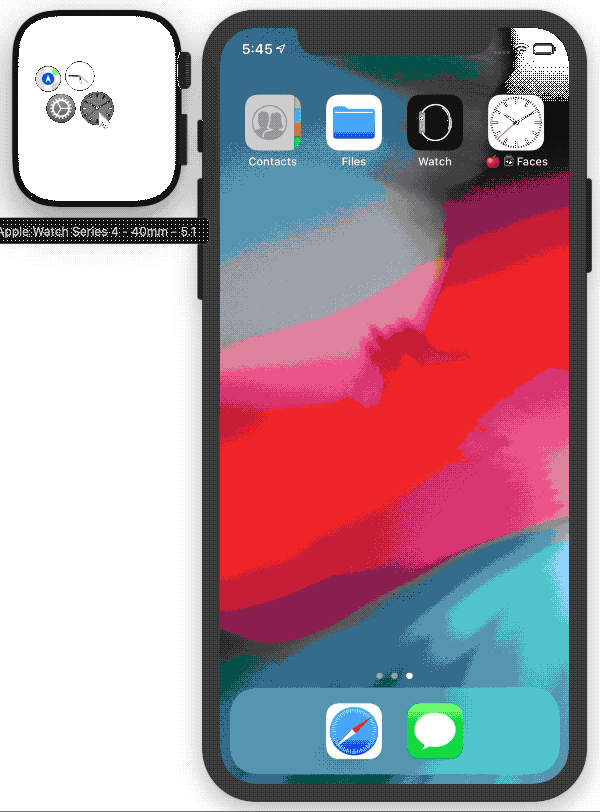 5:45
Contacts
Files
Watch
🍎 ⌚ Faces
Apple Watch Series 4 - 40mm - 5.1